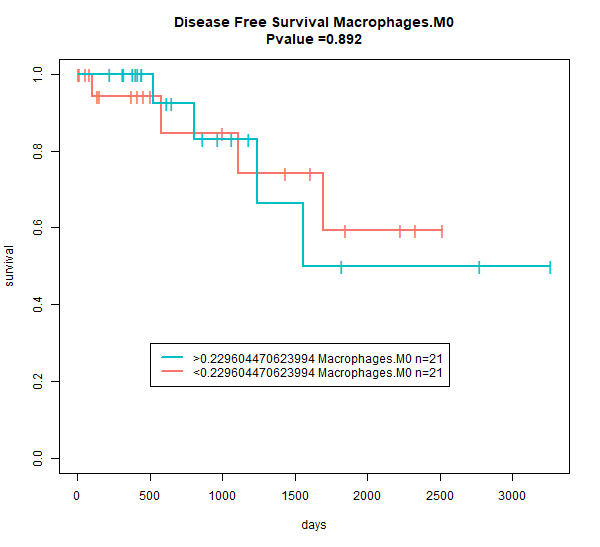 Disease Free Survival Macrophages.M0
Pvalue =0.892
survival
1.0
0.8
0.6
0.4
0.2
0.0
>0.229604470623994 Macrophages.M0 n=21
<0.229604470623994 Macrophages.M0 n=21
0 500 1000 1500 2000 2500 3000
days